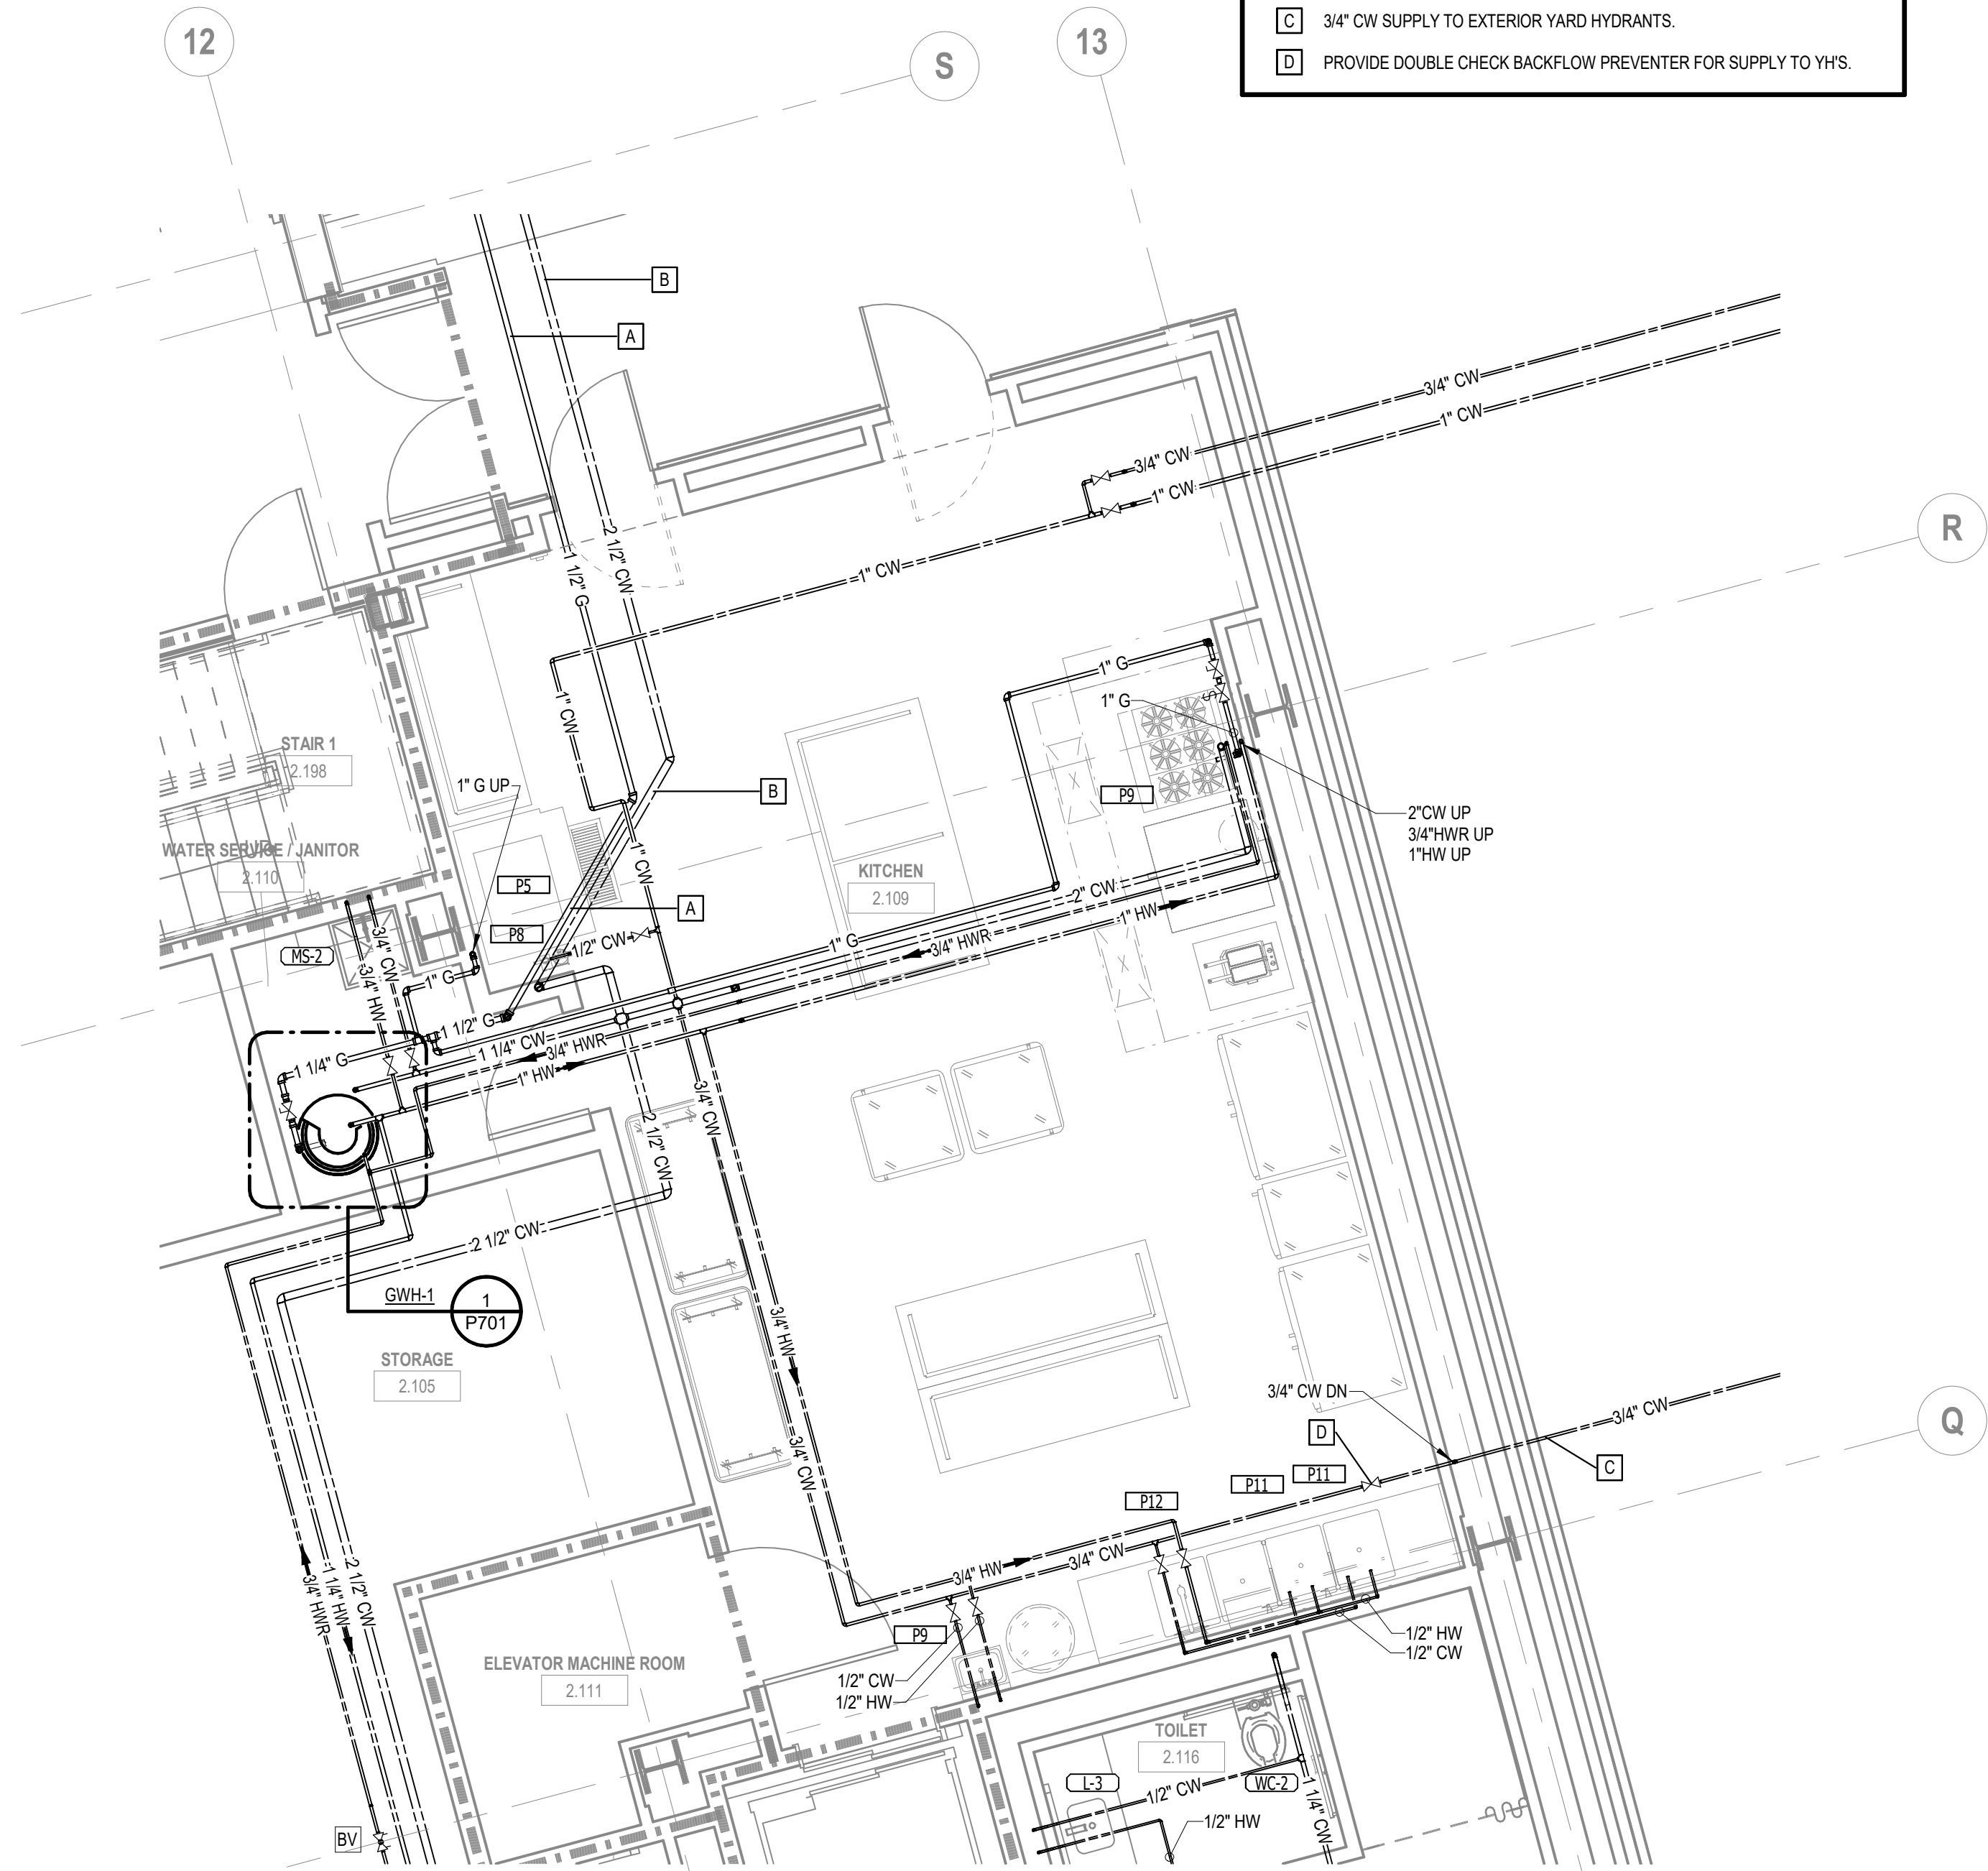 C 3/4" CW SUPPLY TO EXTERIOR YARD HYDRANTS.
D PROVIDE DOUBLE CHECK BACKFLOW PREVENTER FOR SUPPLY TO YH'S.
12
S
13
B
A
3/4" CW
1" CW
3/4" CW
1" CW
R
2 1/2" CW
1 1/2" G
1" CW
1" G
1" CW
1" G
STAIR 1
2.198
1" G UP
B
P9
2"CW UP
3/4"HWR UP
1"HW UP
WATER SERVICE / JANITOR
UP
2.110
1" CW
KITCHEN
2.109
P5
2" CW
A
1" HW
P8
1/2" CW
1" G
3/4" HWR
MS-2
3/4" CW
3/4" HW
1" G
1 1/2" G
1 1/4" G
1 1/4" CW
3/4" HWR
1" HW
3/4" CW
2 1/2" CW
2 1/2" CW
GWH-1
1
P701
3/4" HW
STORAGE
2.105
3/4" CW DN
3/4" CW
Q
D
C
3/4" CW
P11
P11
P12
3/4" HW
3/4" CW
2 1/2" CW
1 1/4" HW
3/4" HWR
P9
1/2" HW
1/2" CW
ELEVATOR MACHINE ROOM
2.111
1/2" CW
1/2" HW
TOILET
2.116
L-3
1/2" CW
WC-2
1 1/4" CW
1/2" HW
BV